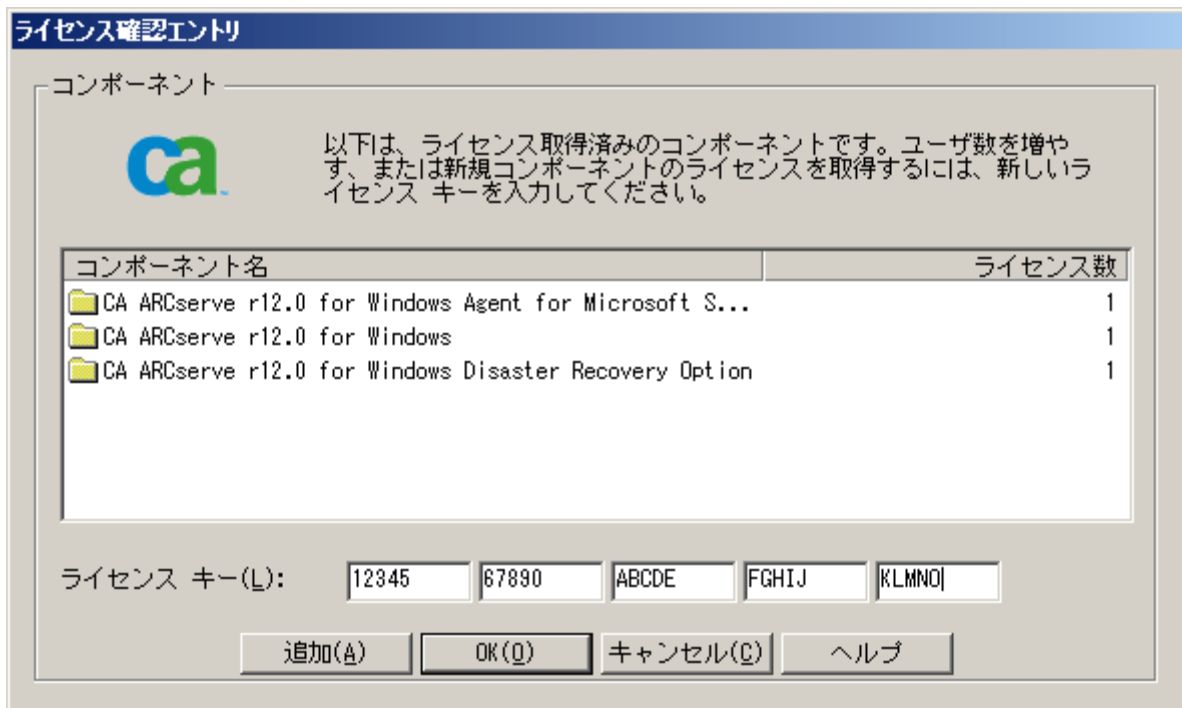 ライセンス確認エントリ
コンポーネント
ca
以下は、ライセンス取得済みのコンポーネントです。ユーザ数を増や
す、または新規コンポーネントのライセンスを取得するには、新しいラ
イセンス キーを入力してください。
コンポーネント名 ライセンス数
CA ARCserve r12.0 for Windows Agent for Microsoft S... 1
CA ARCserve r12.0 for Windows 1
CA ARCserve r12.0 for Windows Disaster Recovery Option 1
ライセンス キー(L): 12345 67890 ABCDE FGHIJ KLMNO
追加(A) OK(O) キャンセル(C) ヘルプ